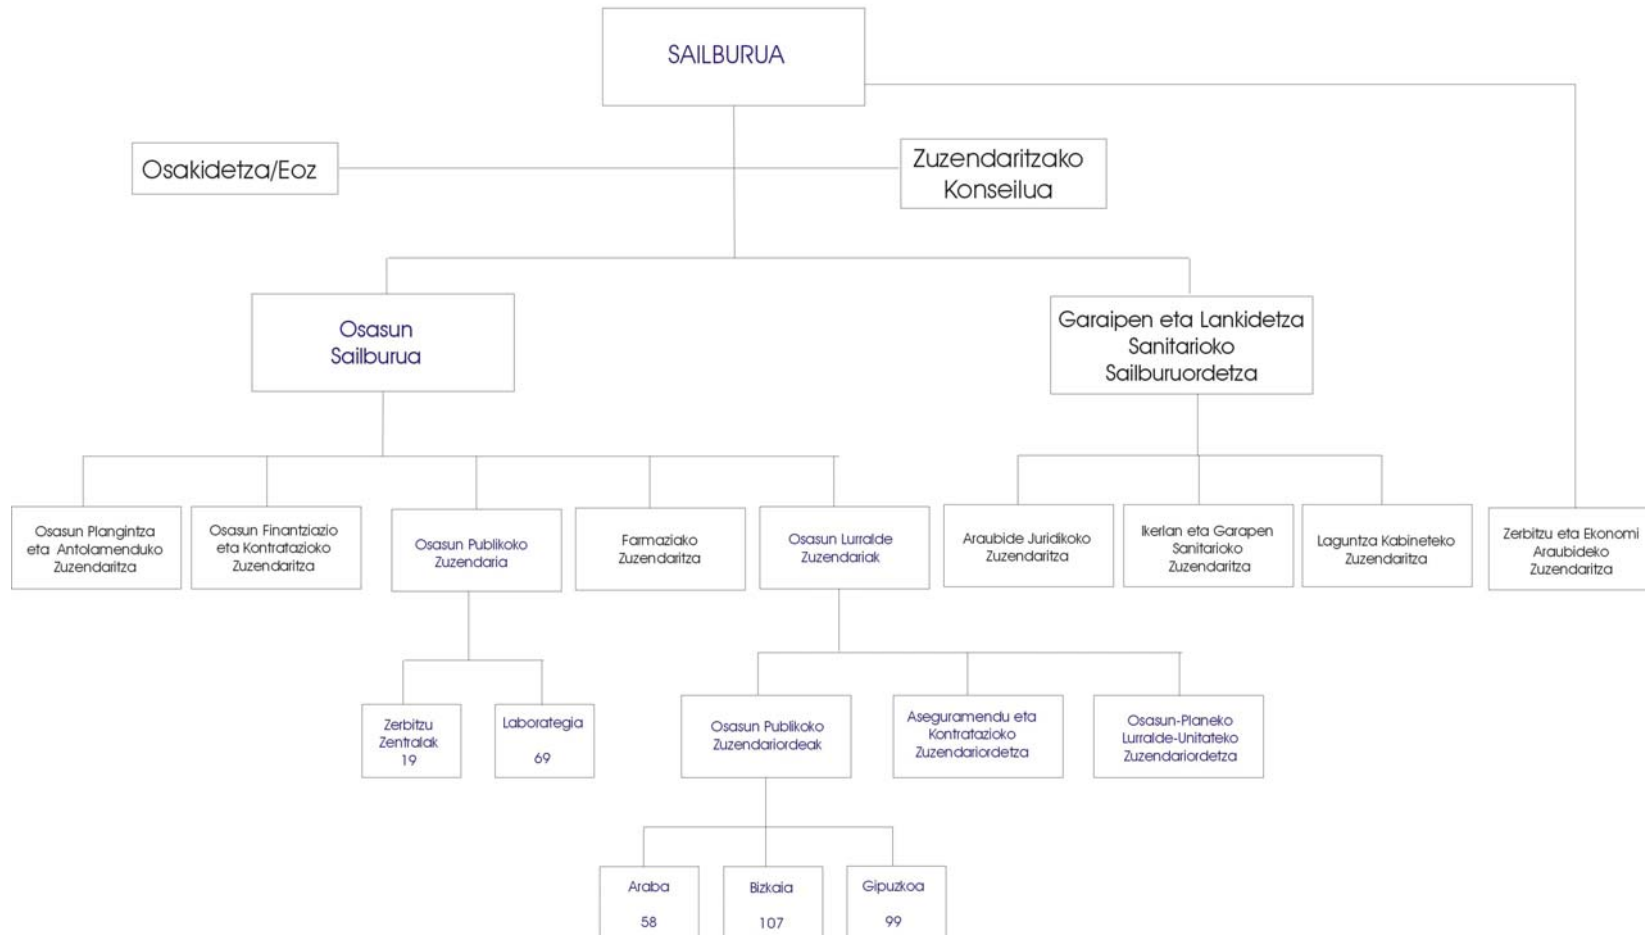 SAILBURUA
Osakidetza/Eoz
Zuzendaritzako
Konseilua
Osasun
Sailburua
Garaipen eta Lankidetza
Sanitarioko
Sailburuordetza
Osasun Plangintza
eta Antolamenduko
Zuzendaritza
Osasun Finantziazio
eta Kontratazioko
Zuzendaritza
Osasun Publikoko
Zuzendaria
Farmaziako
Zuzendaritza
Osasun Lurralde
Zuzendariak
Araubide Juridikoko
Zuzendaritza
Ikerlan eta Garapen
Sanitarioko
Zuzendaritza
Laguntza Kabineteko
Zuzendaritza
Zerbitzu eta Ekonomi
Araubideko
Zuzendaritza
Zerbitzu
Zentralak
19
Laborategia
69
Osasun Publikoko
Zuzendariordeak
Aseguramendu eta
Kontratazioko
Zuzendariordetza
Osasun-Planeko
Lurralde-Unitateko
Zuzendariordetza
Araba
58
Bizkaia
107
Gipuzkoa
99